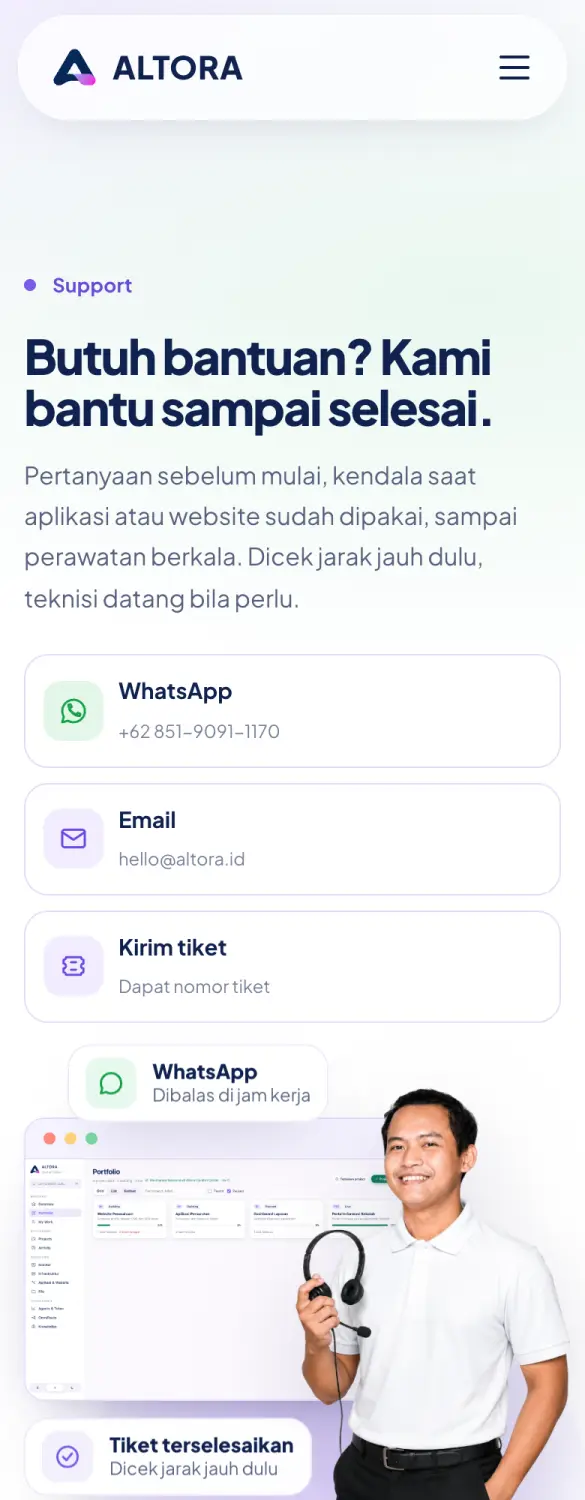 ALTORA
Support
Butuh bantuan? Kami
bantu sampai selesai.
Pertanyaan sebelum mulai, kendala saat
aplikasi atau website sudah dipakai, sampai
perawatan berkala. Dicek jarak jauh dulu,
teknisi datang bila perlu.
WhatsApp
+62 851-9091-1170
Email
hello@altora.id
Kirim tiket
Dapat nomor tiket
WhatsApp
Dibalas di jam kerja
ALTORA
Portfolio
Tiket terselesaikan
Dicek jarak jauh dulu